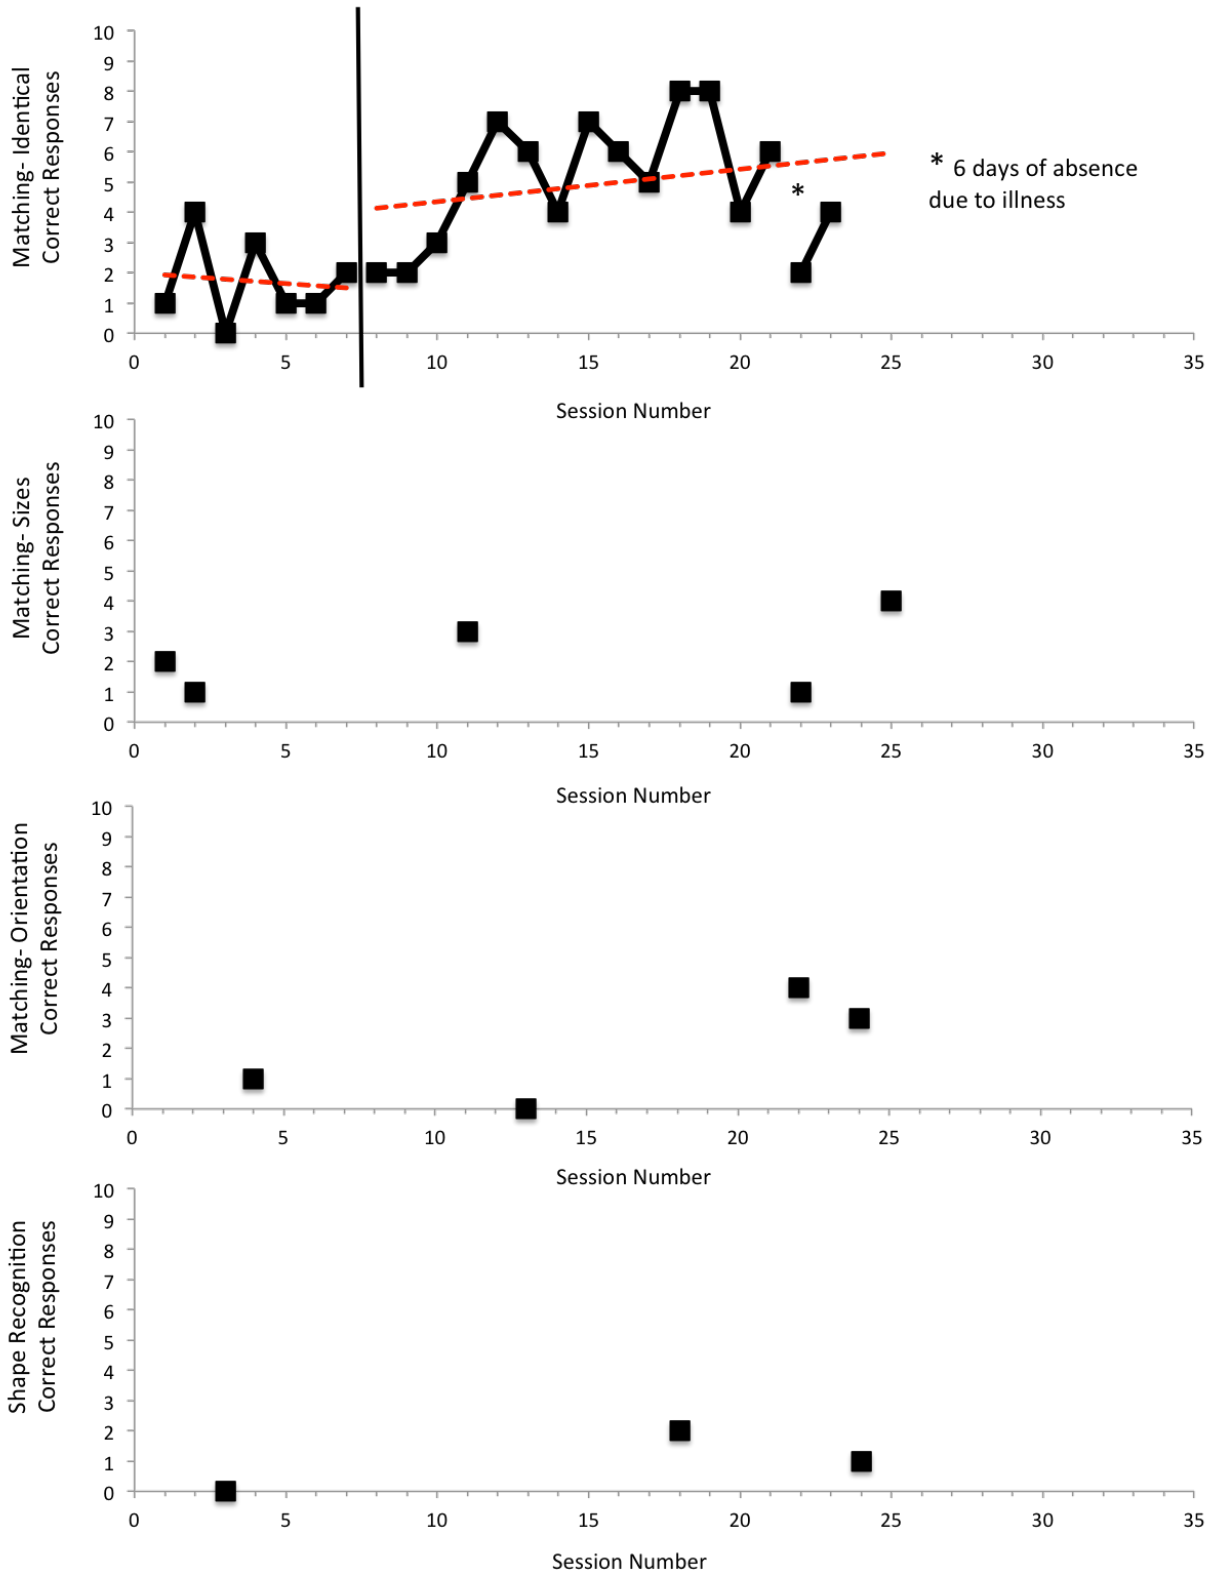 Matching- Identical
Correct Responses
10
9
8
7
6
5
4
3
2
1
0
* 6 days of absence
due to illness
*
0 5 10 15 20 25 30 35
Session Number
Matching- Sizes
Correct Responses
10
9
8
7
6
5
4
3
2
1
0
0 5 10 15 20 25 30 35
Session Number
Matching- Orientation
Correct Responses
10
9
8
7
6
5
4
3
2
1
0
0 5 10 15 20 25 30 35
Session Number
Shape Recognition
Correct Responses
10
9
8
7
6
5
4
3
2
1
0
0 5 10 15 20 25 30 35
Session Number